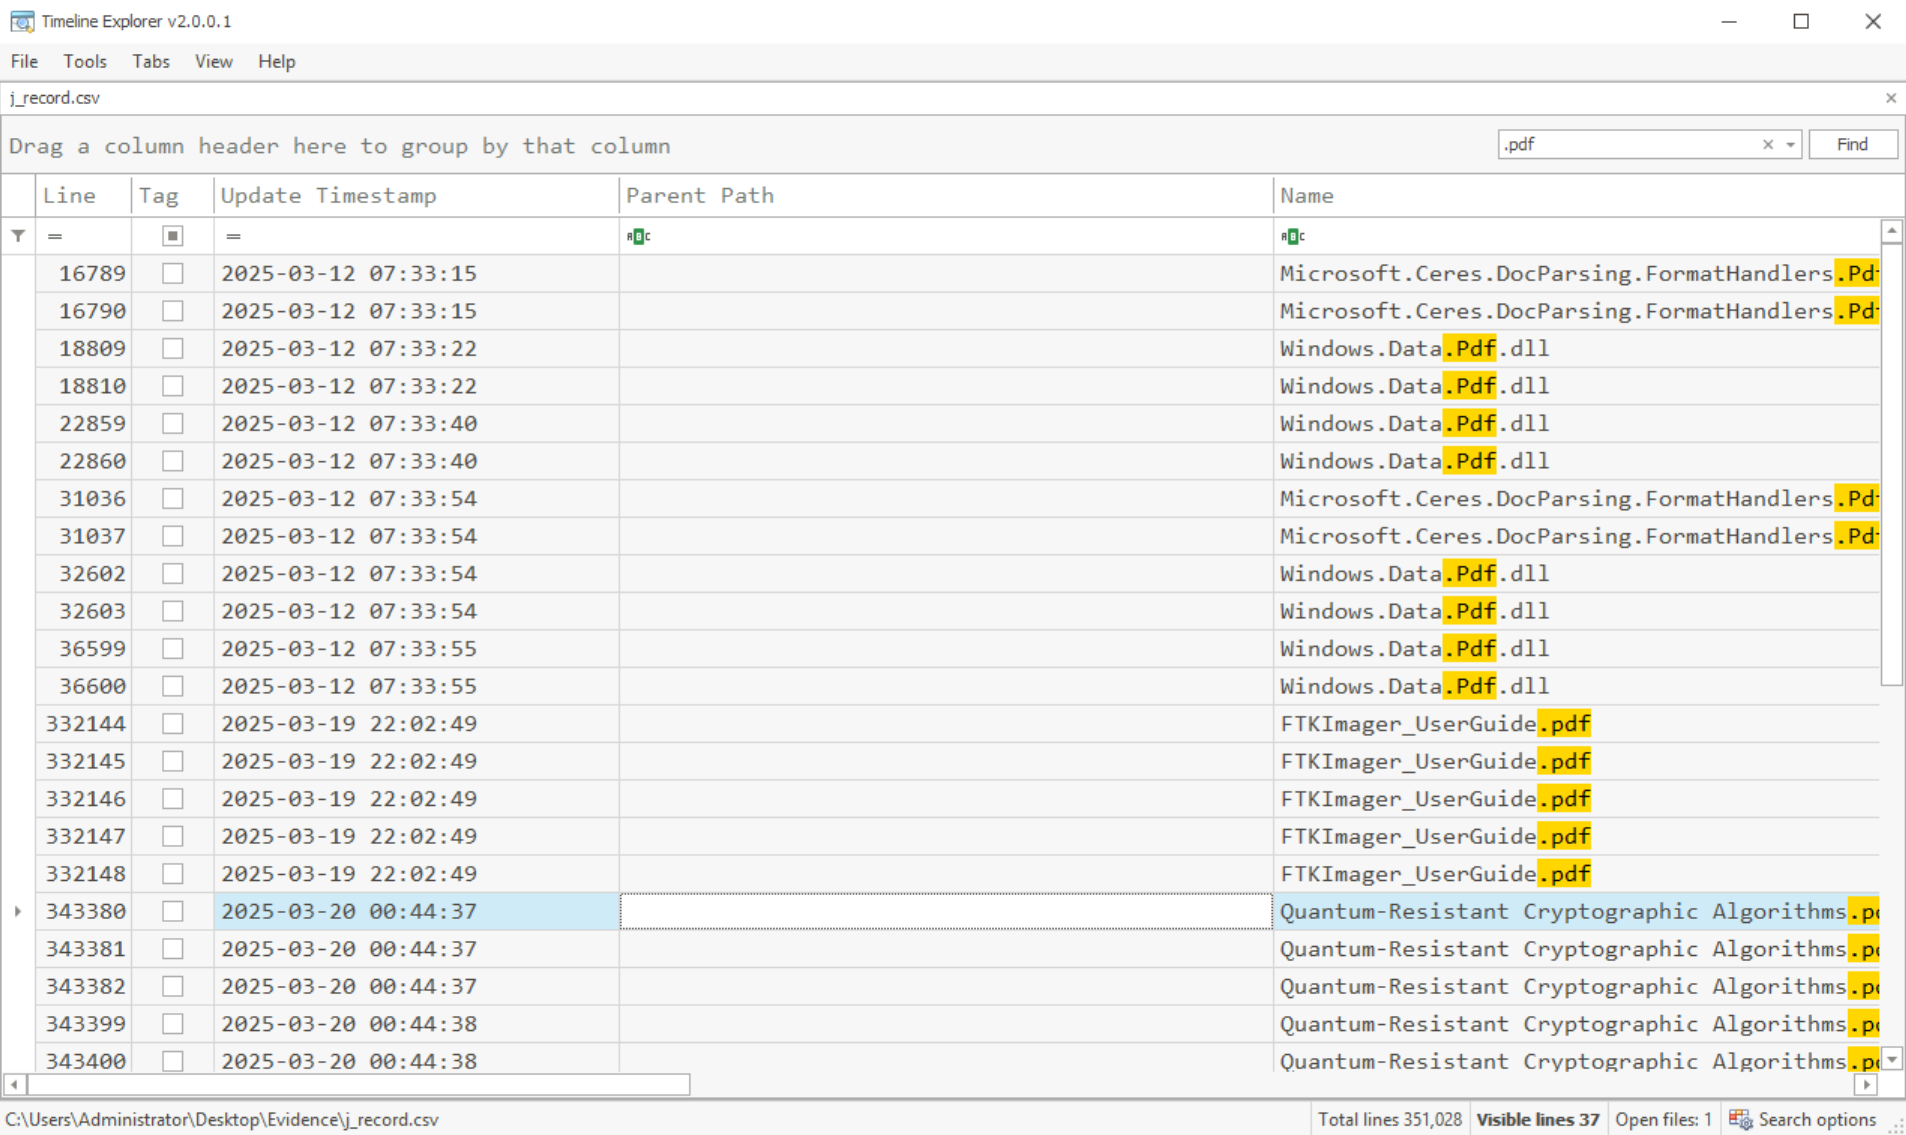 Timeline Explorer v2.0.0.1
File Tools Tabs View Help
j_record.csv
Drag a column header here to group by that column .pdf Find
Line Tag Update Timestamp Parent Path Name
= = ABC ABC
16789 2025-03-12 07:33:15 Microsoft.Ceres.DocParsing.FormatHandlers.Pdf
16790 2025-03-12 07:33:15 Microsoft.Ceres.DocParsing.FormatHandlers.Pdf
18809 2025-03-12 07:33:22 Windows.Data.Pdf.dll
18810 2025-03-12 07:33:22 Windows.Data.Pdf.dll
22859 2025-03-12 07:33:40 Windows.Data.Pdf.dll
22860 2025-03-12 07:33:40 Windows.Data.Pdf.dll
31036 2025-03-12 07:33:54 Microsoft.Ceres.DocParsing.FormatHandlers.Pdf
31037 2025-03-12 07:33:54 Microsoft.Ceres.DocParsing.FormatHandlers.Pdf
32602 2025-03-12 07:33:54 Windows.Data.Pdf.dll
32603 2025-03-12 07:33:54 Windows.Data.Pdf.dll
36599 2025-03-12 07:33:55 Windows.Data.Pdf.dll
36600 2025-03-12 07:33:55 Windows.Data.Pdf.dll
332144 2025-03-19 22:02:49 FTKImager_UserGuide.pdf
332145 2025-03-19 22:02:49 FTKImager_UserGuide.pdf
332146 2025-03-19 22:02:49 FTKImager_UserGuide.pdf
332147 2025-03-19 22:02:49 FTKImager_UserGuide.pdf
332148 2025-03-19 22:02:49 FTKImager_UserGuide.pdf
343380 2025-03-20 00:44:37 Quantum-Resistant Cryptographic Algorithms.pd
343381 2025-03-20 00:44:37 Quantum-Resistant Cryptographic Algorithms.pd
343382 2025-03-20 00:44:37 Quantum-Resistant Cryptographic Algorithms.pd
343399 2025-03-20 00:44:38 Quantum-Resistant Cryptographic Algorithms.pd
343400 2025-03-20 00:44:38 Quantum-Resistant Cryptographic Algorithms.pd
C:\Users\Administrator\Desktop\Evidence\j_record.csv Total lines 351,028 Visible lines 37 Open files: 1 Search options